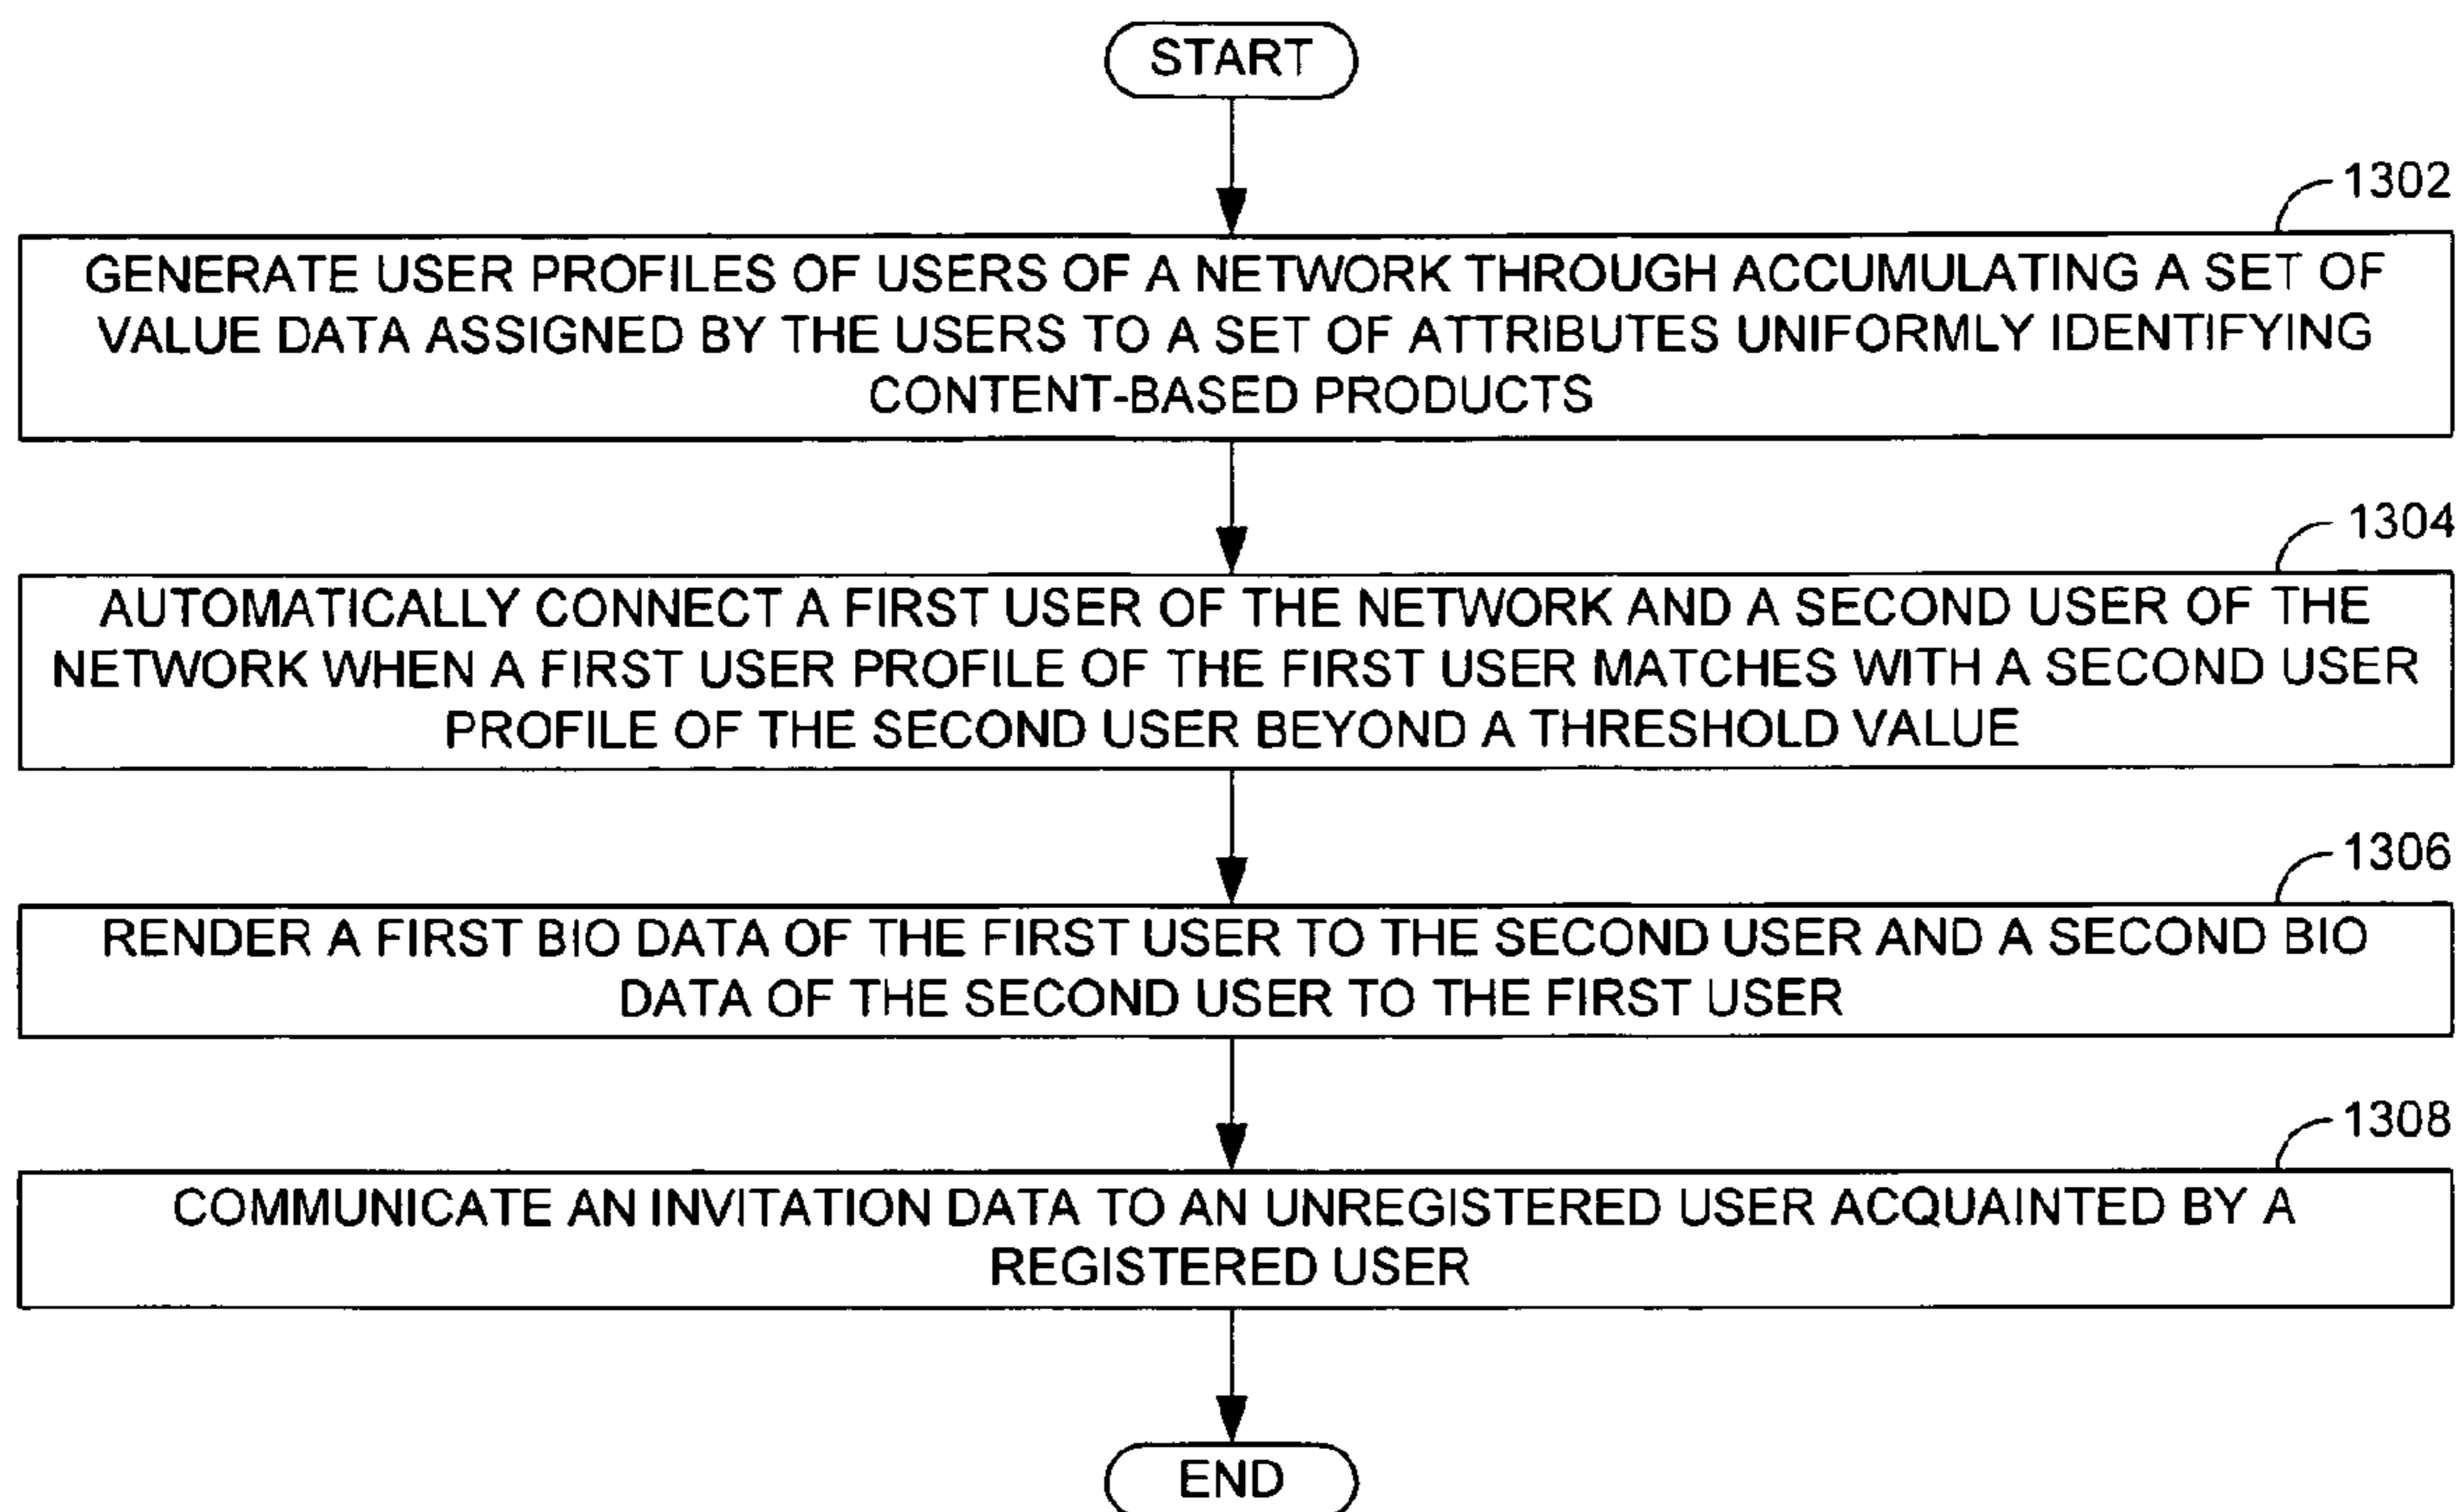 START
1302
GENERATE USER PROFILES OF USERS OF A NETWORK THROUGH ACCUMULATING A SET OF
VALUE DATA ASSIGNED BY THE USERS TO A SET OF ATTRIBUTES UNIFORMLY IDENTIFYING
CONTENT-BASED PRODUCTS
1304
AUTOMATICALLY CONNECT A FIRST USER OF THE NETWORK AND A SECOND USER OF THE
NETWORK WHEN A FIRST USER PROFILE OF THE FIRST USER MATCHES WITH A SECOND USER
PROFILE OF THE SECOND USER BEYOND A THRESHOLD VALUE
1306
RENDER A FIRST BIO DATA OF THE FIRST USER TO THE SECOND USER AND A SECOND BIO
DATA OF THE SECOND USER TO THE FIRST USER
1308
COMMUNICATE AN INVITATION DATA TO AN UNREGISTERED USER ACQUAINTED BY A
REGISTERED USER
END